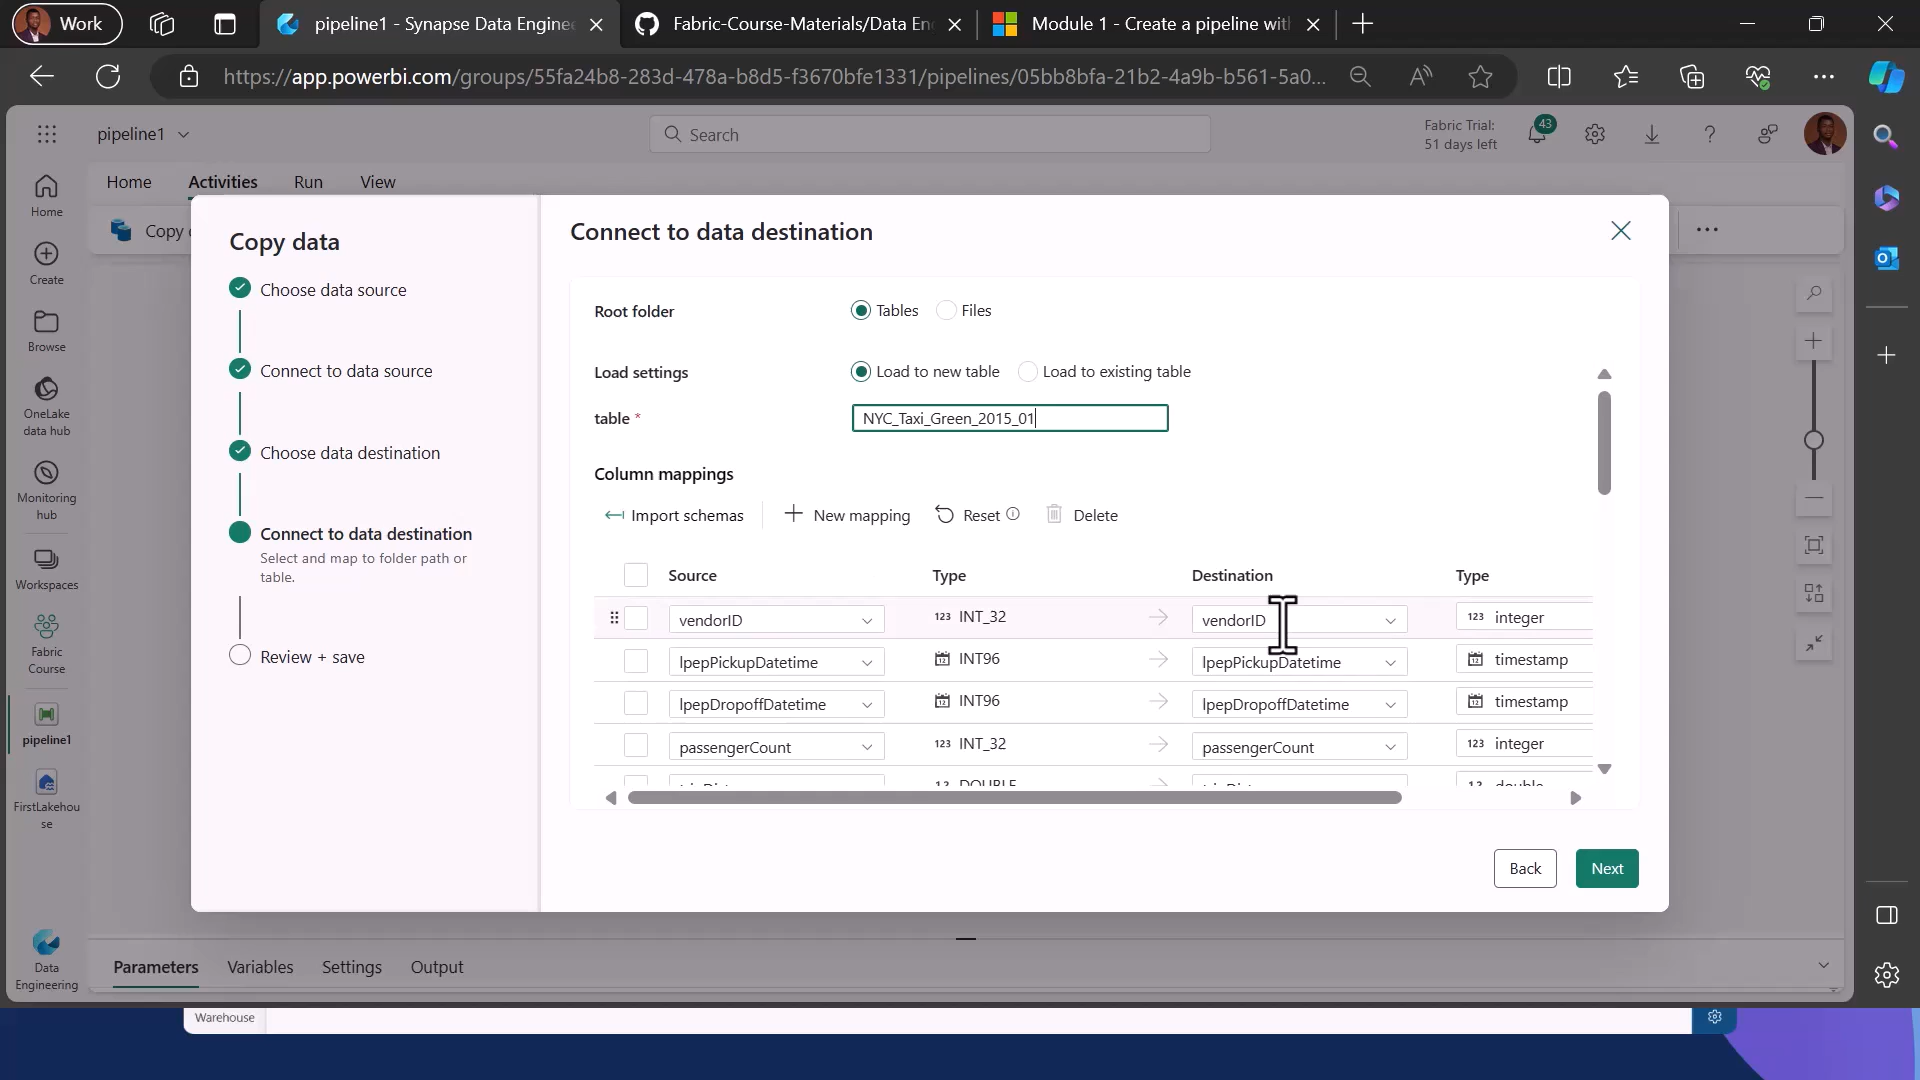 Work
pipeline1 - Synapse Data Enginee
Fabric-Course-Materials/Data En
Module 1 - Create a pipeline with
https://app.powerbi.com/groups/55fa24b8-283d-478a-b8d5-f3670bfe1331/pipelines/05bb8bfa-21b2-4a9b-b561-5a0...
pipeline1
Search
Fabric Trial:
51 days left
43
Home
Activities
Run
View
Home
Create
Browse
OneLake
data hub
Monitoring
hub
Workspaces
Fabric
Course
pipeline1
FirstLakehou
se
Data
Engineering
Copy
Copy data
Choose data source
Connect to data source
Choose data destination
Connect to data destination
Select and map to folder path or
table.
Review + save
Connect to data destination
Root folder
Tables
Files
Load settings
Load to new table
Load to existing table
table *
NYC_Taxi_Green_2015_01
Column mappings
Import schemas
New mapping
Reset
Delete
Source Type Destination Type
vendorID 123 INT_32 vendorID 123 integer
lpepPickupDatetime INT96 lpepPickupDatetime timestamp
lpepDropoffDatetime INT96 lpepDropoffDatetime timestamp
passengerCount 123 INT_32 passengerCount 123 integer
DOUBLE double
Back
Next
Parameters
Variables
Settings
Output
Warehouse